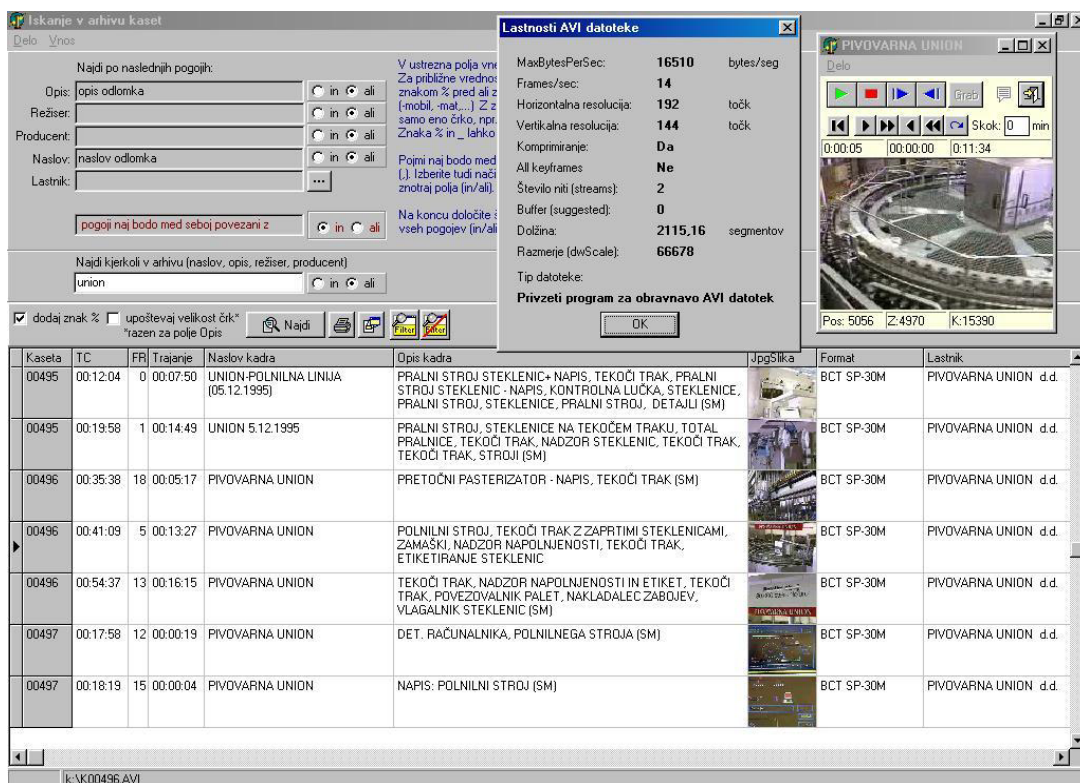 Iskanje v arhivu kaset
Delo Vnos
Najdi po naslednjih pogojih:
Opis: opis odlomka in ali
Režiser: in ali
Producent: in ali
Naslov: naslov odlomka in ali
Lastnik: ...
pogoji naj bodo med seboj povezani z in ali
Najdi kjerkoli v arhivu (naslov, opis, režiser, producent)
union in ali
V ustrezna polja vne
Za približne vrednos
znakom % pred ali z
(-mobil, -mat,...) Z z
samo eno črko, npr.
Znaka % in _ lahko
Pojmi naj bodo med
(,). Izberite tudi nači
znotraj polja (in/ali).
Na koncu določite š
vseh pogojev (in/ali
dodaj znak % upoštevaj velikost črk*
*razen za polje Opis
Najdi
Filter Filter
Lastnosti AVI datoteke
MaxBytesPerSec: 16510 bytes/seg
Frames/sec: 14
Horizontalna resolucija: 192 točk
Vertikalna resolucija: 144 točk
Komprimiranje: Da
All keyframes Ne
Število niti (streams): 2
Buffer (suggested): 0
Dolžina: 2115,16 segmentov
Razmerje (dwScale): 66678
Tip datoteke:
Privzeti program za obravnavo AVI datotek
OK
PIVOVARNA UNION
Delo
Grab
Skok: 0 min
0:00:05 00:00:00 0:11:34
Pos: 5056 Z:4970 K:15390
Kaseta TC FR Trajanje Naslov kadra Opis kadra JpgSlika Format Lastnik
00495 00:12:04 0 00:07:50 UNION-POLNILNA LINIJA PRALNI STROJ STEKLENIC+ NAPIS, TEKOČI TRAK, PRALNI BCT SP-30M PIVOVARNA UNION d.d.
(05.12.1995) STROJ STEKLENIC - NAPIS, KONTROLNA LUČKA, STEKLENICE,
PRALNI STROJ, STEKLENICE, PRALNI STROJ, DETAJLI (SM)
00495 00:19:58 1 00:14:49 UNION 5.12.1995 PRALNI STROJ, STEKLENICE NA TEKOČEM TRAKU, TOTAL BCT SP-30M PIVOVARNA UNION d.d.
PRALNICE, TEKOČI TRAK, NADZOR STEKLENIC, TEKOČI TRAK,
TEKOČI TRAK, STROJI (SM)
00496 00:35:38 18 00:05:17 PIVOVARNA UNION PRETOČNI PASTERIZATOR - NAPIS, TEKOČI TRAK (SM) BCT SP-30M PIVOVARNA UNION d.d.
00496 00:41:09 5 00:13:27 PIVOVARNA UNION POLNILNI STROJ, TEKOČI TRAK Z ZAPRTIMI STEKLENICAMI, BCT SP-30M PIVOVARNA UNION d.d.
ZAMAŠKI, NADZOR NAPOLNJENOSTI, TEKOČI TRAK,
ETIKETIRANJE STEKLENIC
00496 00:54:37 13 00:16:15 PIVOVARNA UNION TEKOČI TRAK, NADZOR NAPOLNJENOSTI IN ETIKET, TEKOČI BCT SP-30M PIVOVARNA UNION d.d.
TRAK, POVEZOVALNIK PALET, NAKLADALEC ZABOJEV,
VLAGALNIK STEKLENIC (SM)
PIVOVARNA UNION
00497 00:17:58 12 00:00:19 PIVOVARNA UNION DET. RAČUNALNIKA, POLNILNEGA STROJA (SM) BCT SP-30M PIVOVARNA UNION d.d.
00497 00:18:19 15 00:00:04 PIVOVARNA UNION NAPIS: POLNILNI STROJ (SM) BCT SP-30M PIVOVARNA UNION d.d.
k:\K00496.AVI